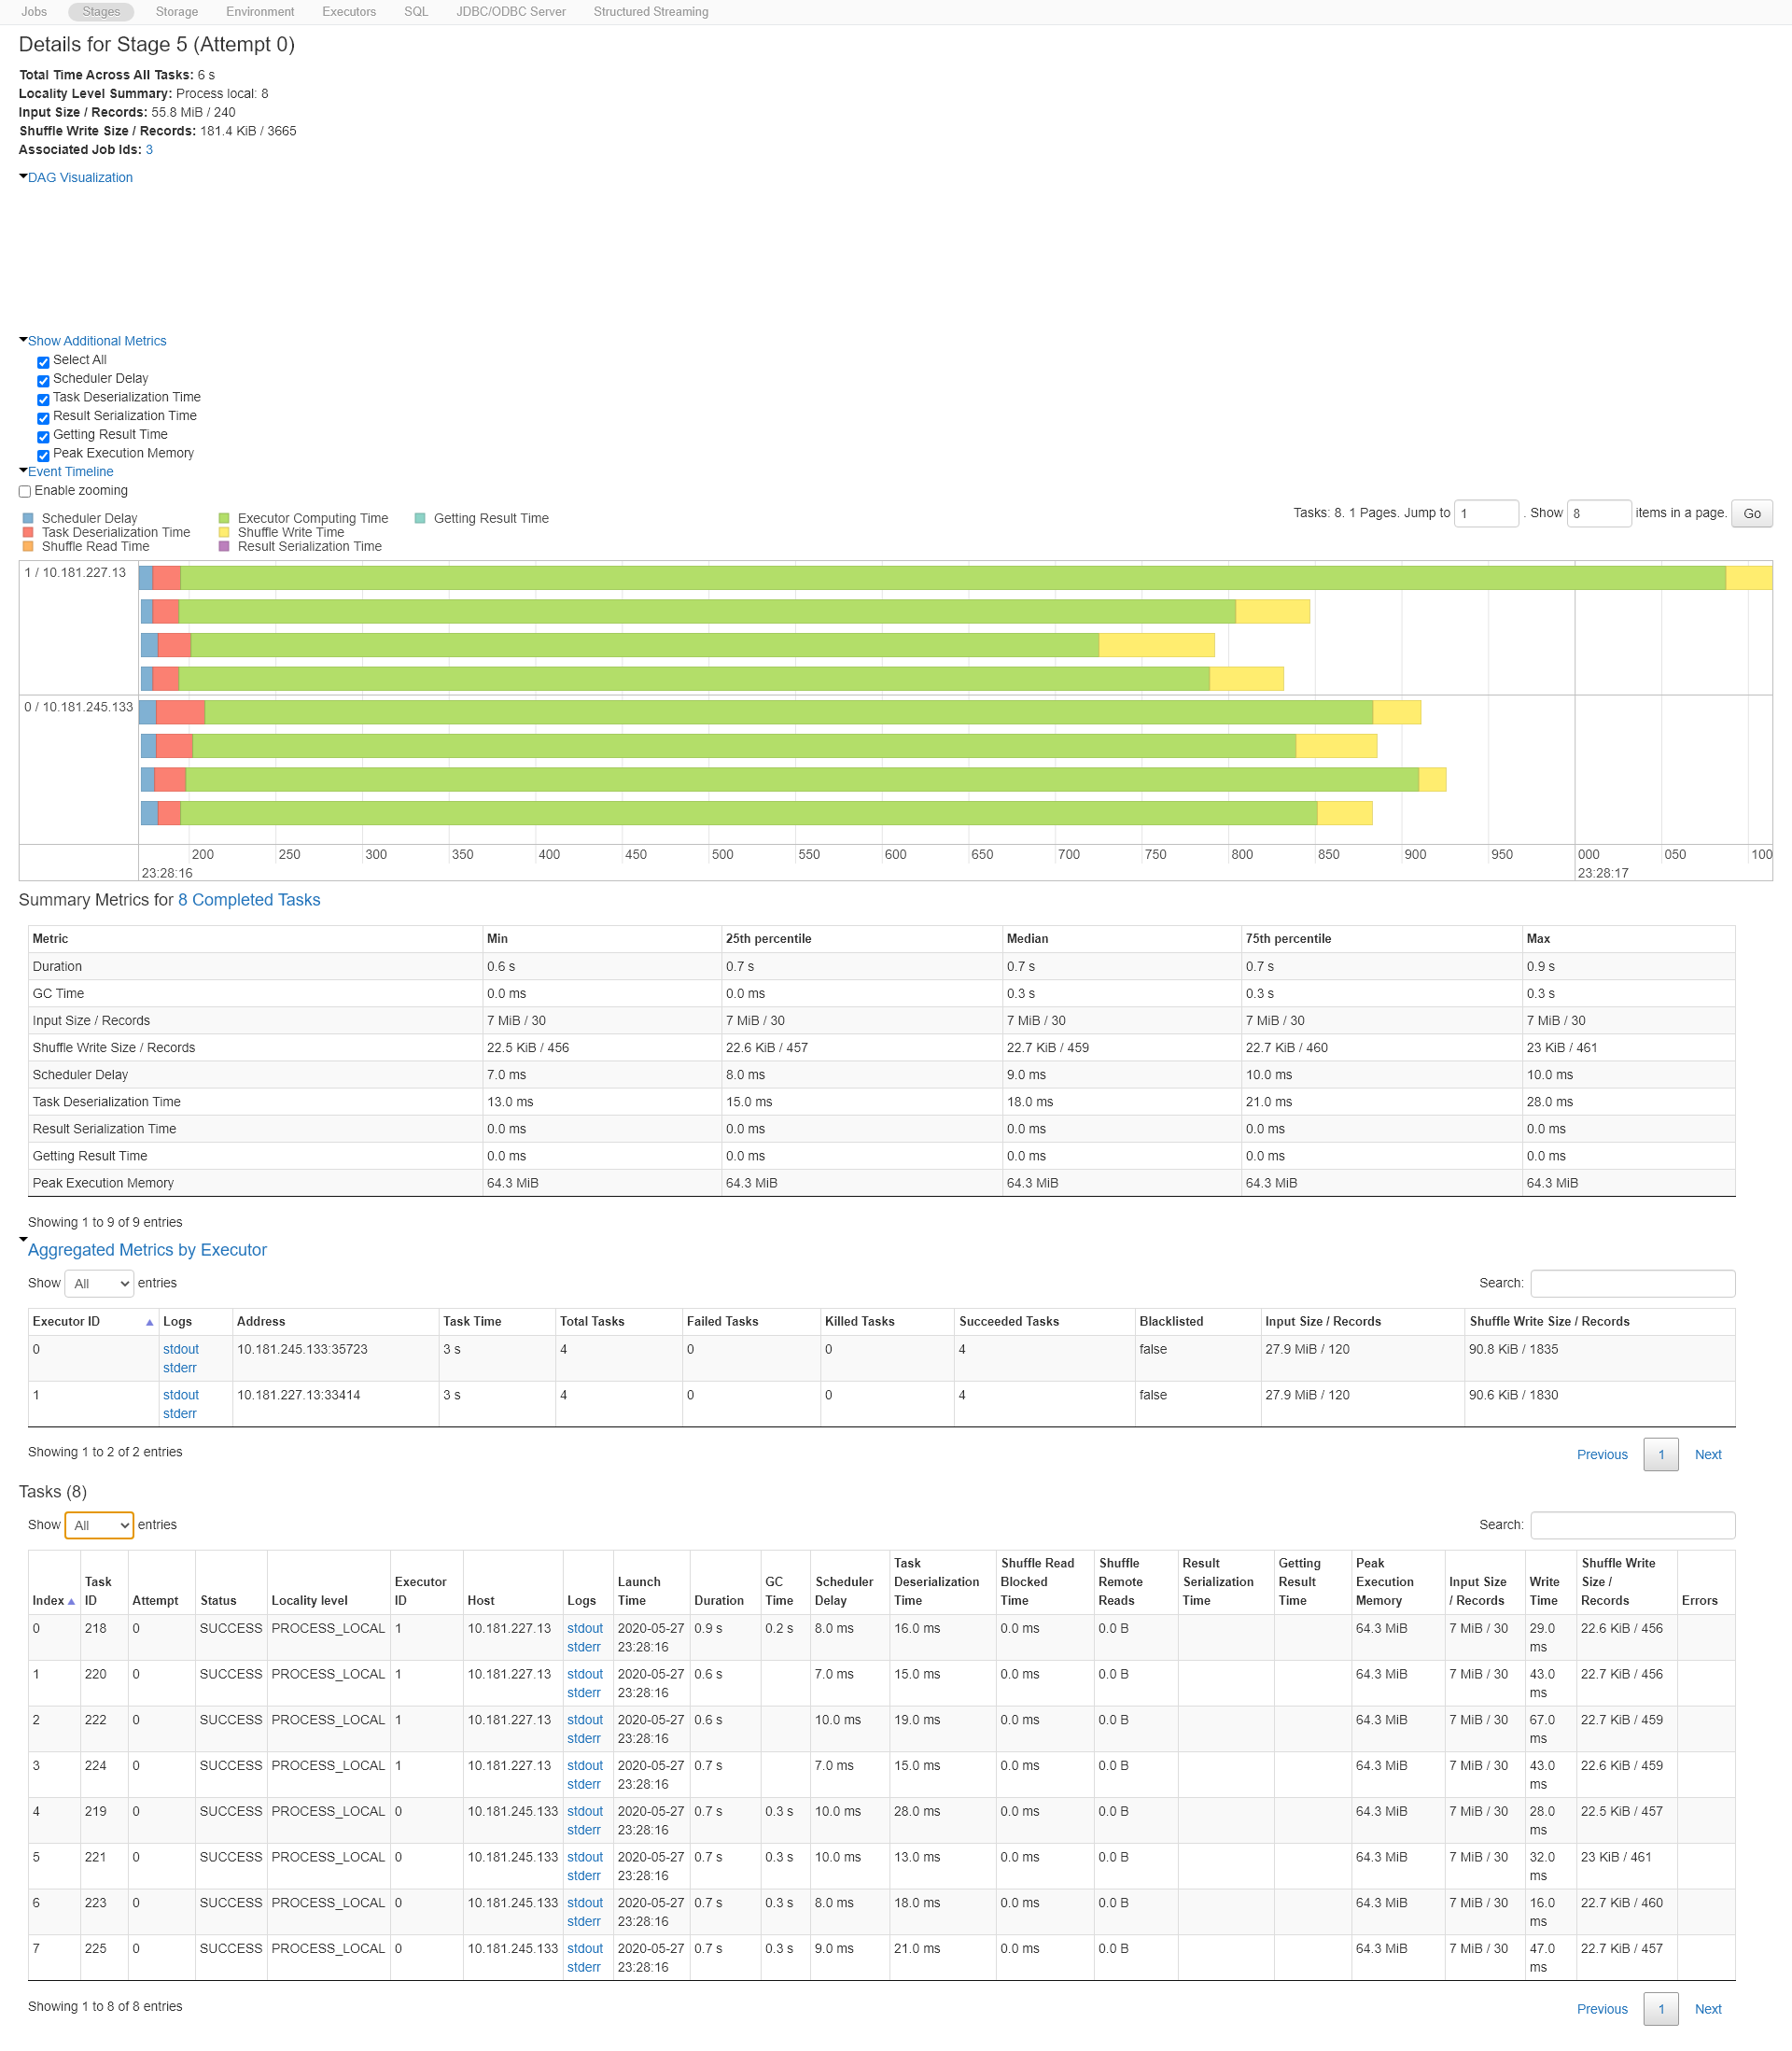 Jobs Stages Storage Environment Executors SQL JDBC/ODBC Server Structured Streaming
Details for Stage 5 (Attempt 0)
Total Time Across All Tasks: 6 s
Locality Level Summary: Process local: 8
Input Size / Records: 55.8 MiB / 240
Shuffle Write Size / Records: 181.4 KiB / 3665
Associated Job Ids: 3
DAG Visualization
Show Additional Metrics
Select All
Scheduler Delay
Task Deserialization Time
Result Serialization Time
Getting Result Time
Peak Execution Memory
Event Timeline
Enable zooming
Tasks: 8. 1 Pages. Jump to 1 . Show 8 items in a page. Go
Scheduler Delay Executor Computing Time Getting Result Time
Task Deserialization Time Shuffle Write Time
Shuffle Read Time Result Serialization Time
1 / 10.181.227.13
0 / 10.181.245.133
200 250 300 350 400 450 500 550 600 650 700 750 800 850 900 950 000 050 100
23:28:16 23:28:17
Summary Metrics for 8 Completed Tasks
Metric Min 25th percentile Median 75th percentile Max
Duration 0.6 s 0.7 s 0.7 s 0.7 s 0.9 s
GC Time 0.0 ms 0.0 ms 0.3 s 0.3 s 0.3 s
Input Size / Records 7 MiB / 30 7 MiB / 30 7 MiB / 30 7 MiB / 30 7 MiB / 30
Shuffle Write Size / Records 22.5 KiB / 456 22.6 KiB / 457 22.7 KiB / 459 22.7 KiB / 460 23 KiB / 461
Scheduler Delay 7.0 ms 8.0 ms 9.0 ms 10.0 ms 10.0 ms
Task Deserialization Time 13.0 ms 15.0 ms 18.0 ms 21.0 ms 28.0 ms
Result Serialization Time 0.0 ms 0.0 ms 0.0 ms 0.0 ms 0.0 ms
Getting Result Time 0.0 ms 0.0 ms 0.0 ms 0.0 ms 0.0 ms
Peak Execution Memory 64.3 MiB 64.3 MiB 64.3 MiB 64.3 MiB 64.3 MiB
Showing 1 to 9 of 9 entries
Aggregated Metrics by Executor
Show All entries Search:
Executor ID Logs Address Task Time Total Tasks Failed Tasks Killed Tasks Succeeded Tasks Blacklisted Input Size / Records Shuffle Write Size / Records
0 stdout 10.181.245.133:35723 3 s 4 0 0 4 false 27.9 MiB / 120 90.8 KiB / 1835
stderr
1 stdout 10.181.227.13:33414 3 s 4 0 0 4 false 27.9 MiB / 120 90.6 KiB / 1830
stderr
Showing 1 to 2 of 2 entries Previous 1 Next
Tasks (8)
Show All entries Search:
Task Shuffle Read Shuffle Result Getting Peak Shuffle Write
Task Executor Launch GC Scheduler Deserialization Blocked Remote Serialization Result Execution Input Size Write Size /
Index ID Attempt Status Locality level ID Host Logs Time Duration Time Delay Time Time Reads Time Time Memory / Records Time Records Errors
0 218 0 SUCCESS PROCESS_LOCAL 1 10.181.227.13 stdout 2020-05-27 0.9 s 0.2 s 8.0 ms 16.0 ms 0.0 ms 0.0 B 64.3 MiB 7 MiB / 30 29.0 22.6 KiB / 456
stderr 23:28:16 ms
1 220 0 SUCCESS PROCESS_LOCAL 1 10.181.227.13 stdout 2020-05-27 0.6 s 7.0 ms 15.0 ms 0.0 ms 0.0 B 64.3 MiB 7 MiB / 30 43.0 22.7 KiB / 456
stderr 23:28:16 ms
2 222 0 SUCCESS PROCESS_LOCAL 1 10.181.227.13 stdout 2020-05-27 0.6 s 10.0 ms 19.0 ms 0.0 ms 0.0 B 64.3 MiB 7 MiB / 30 67.0 22.7 KiB / 459
stderr 23:28:16 ms
3 224 0 SUCCESS PROCESS_LOCAL 1 10.181.227.13 stdout 2020-05-27 0.7 s 7.0 ms 15.0 ms 0.0 ms 0.0 B 64.3 MiB 7 MiB / 30 43.0 22.6 KiB / 459
stderr 23:28:16 ms
4 219 0 SUCCESS PROCESS_LOCAL 0 10.181.245.133 stdout 2020-05-27 0.7 s 0.3 s 10.0 ms 28.0 ms 0.0 ms 0.0 B 64.3 MiB 7 MiB / 30 28.0 22.5 KiB / 457
stderr 23:28:16 ms
5 221 0 SUCCESS PROCESS_LOCAL 0 10.181.245.133 stdout 2020-05-27 0.7 s 0.3 s 10.0 ms 13.0 ms 0.0 ms 0.0 B 64.3 MiB 7 MiB / 30 32.0 23 KiB / 461
stderr 23:28:16 ms
6 223 0 SUCCESS PROCESS_LOCAL 0 10.181.245.133 stdout 2020-05-27 0.7 s 0.3 s 8.0 ms 18.0 ms 0.0 ms 0.0 B 64.3 MiB 7 MiB / 30 16.0 22.7 KiB / 460
stderr 23:28:16 ms
7 225 0 SUCCESS PROCESS_LOCAL 0 10.181.245.133 stdout 2020-05-27 0.7 s 0.3 s 9.0 ms 21.0 ms 0.0 ms 0.0 B 64.3 MiB 7 MiB / 30 47.0 22.7 KiB / 457
stderr 23:28:16 ms
Showing 1 to 8 of 8 entries Previous 1 Next